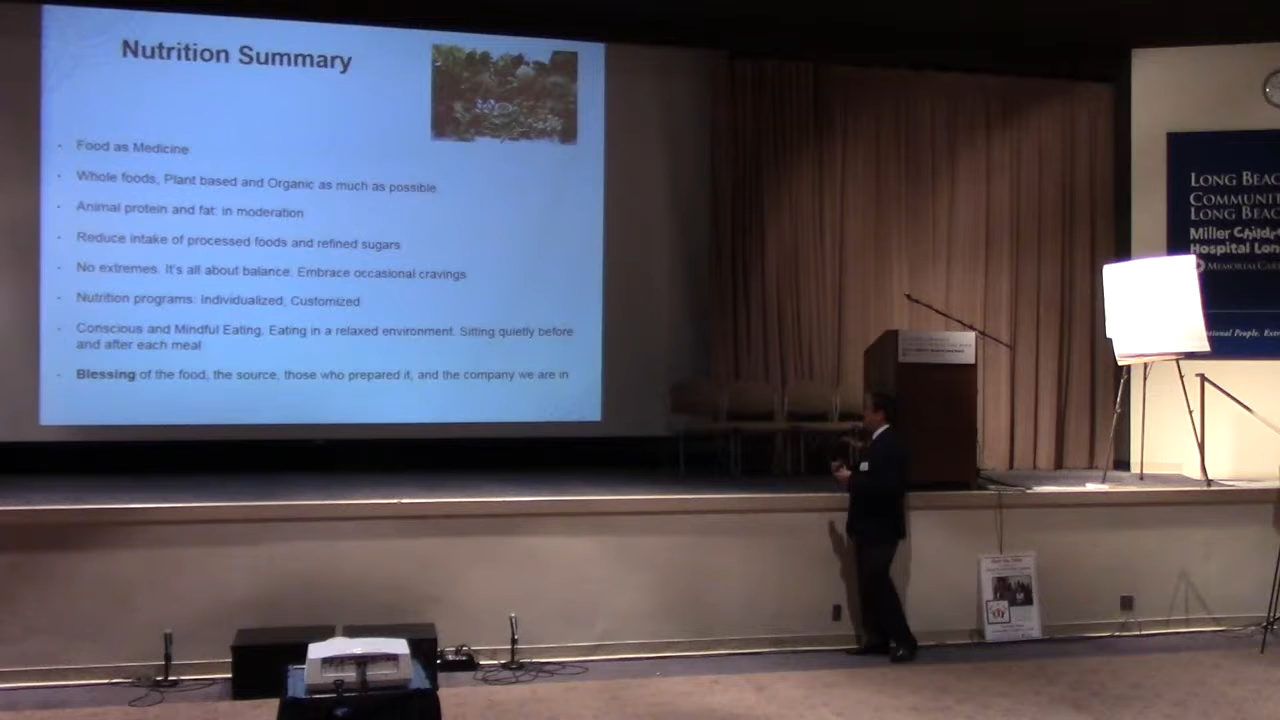 Nutrition Summary
Food as Medicine
Whole foods, Plant based and Organic as much as possible
Animal protein and fat: in moderation
Reduce intake of processed foods and refined sugars
No extremes. It's all about balance. Embrace occasional cravings
Nutrition programs: Individualized, Customized
Conscious and Mindful Eating. Eating in a relaxed environment. Sitting quietly before
and after each meal
Blessing of the food, the source, those who prepared it, and the company we are in
Long Beac
Communit
Long Beac
Miller Childre
Hospital Lon
Memorial
People.